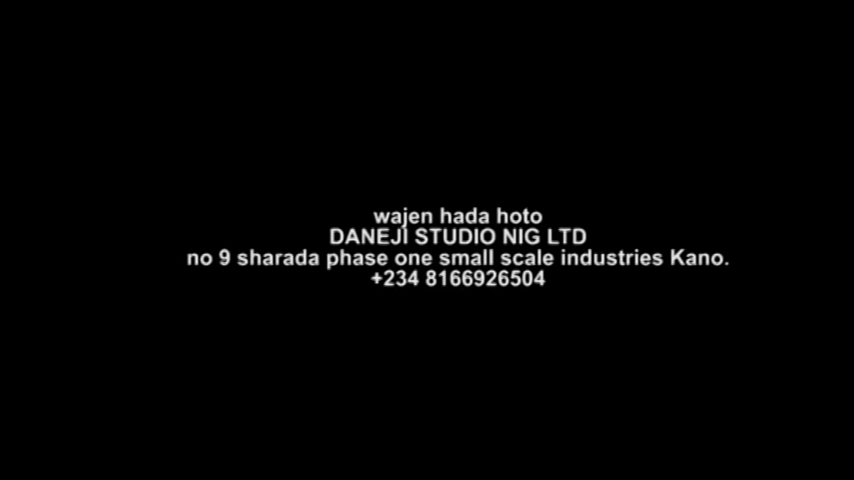 wajen hada hoto
DANEJI STUDIO NIG LTD
no 9 sharada phase one small scale industries Kano.
+234 8166926504